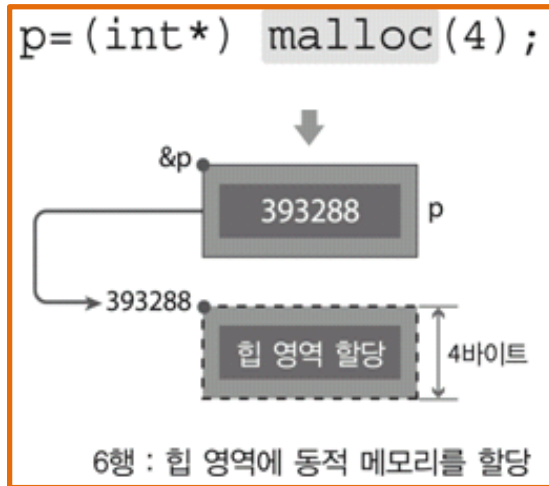 p=(int*) malloc(4);
&p
393288 p
393288
힙 영역 할당 4바이트
6행 : 힙 영역에 동적 메모리를 할당